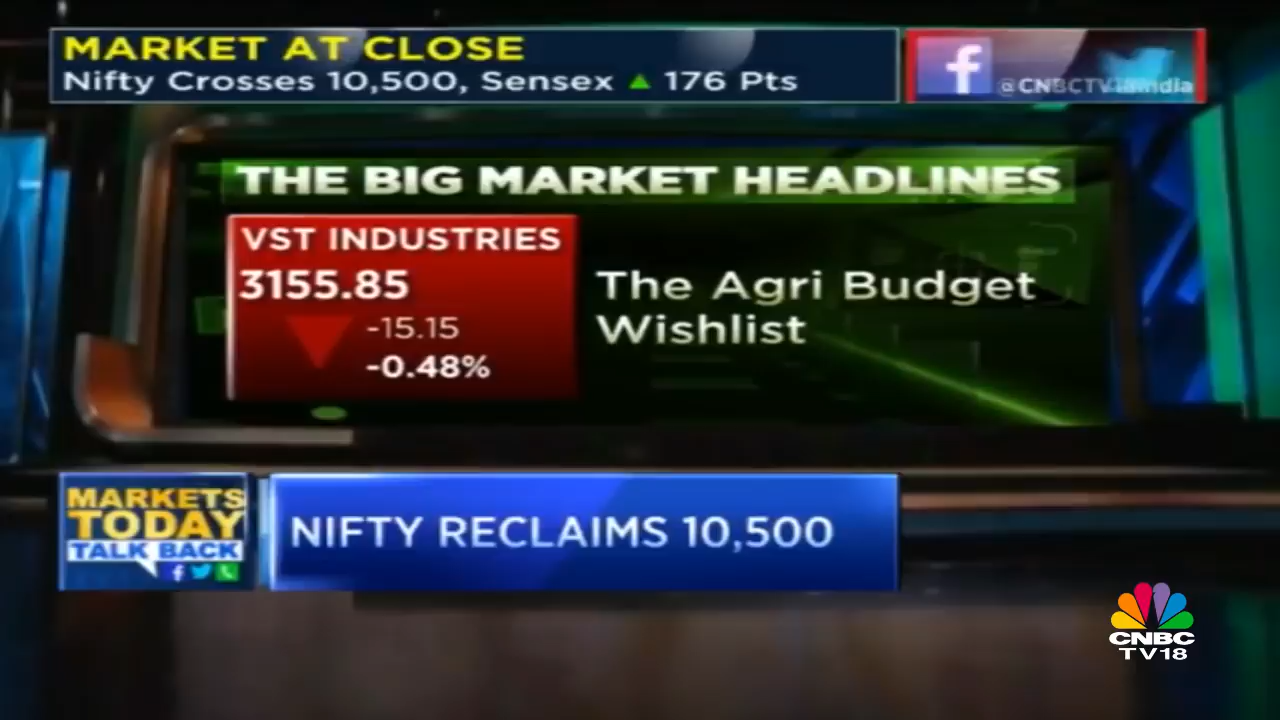 MARKET AT CLOSE
Nifty Crosses 10,500, Sensex ▲ 176 Pts
f
@CNBCTV18India
THE BIG MARKET HEADLINES
VST INDUSTRIES
3155.85
-15.15
-0.48%
The Agri Budget
Wishlist
MARKETS
TODAY
TALK BACK
f
NIFTY RECLAIMS 10,500
CNBC
TV18